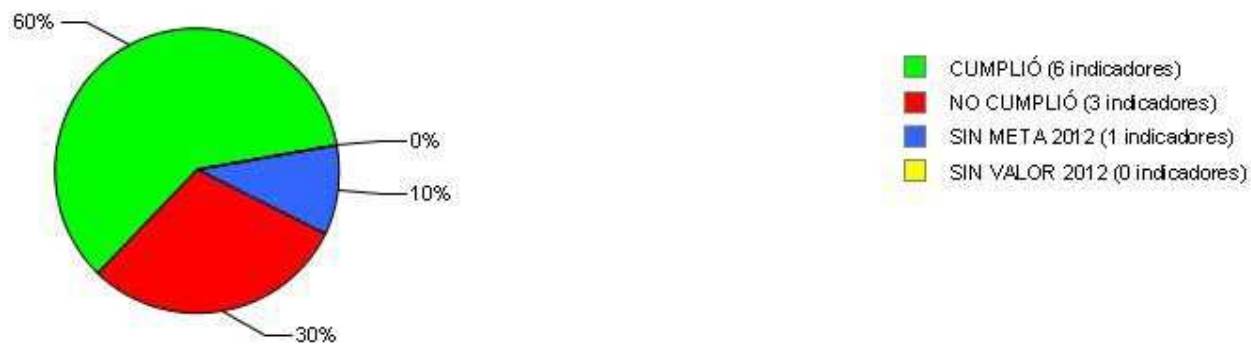 60%
0%
10%
30%
CUMPLIÓ (6 indicadores)
NO CUMPLIÓ (3 indicadores)
SIN META 2012 (1 indicadores)
SIN VALOR 2012 (0 indicadores)